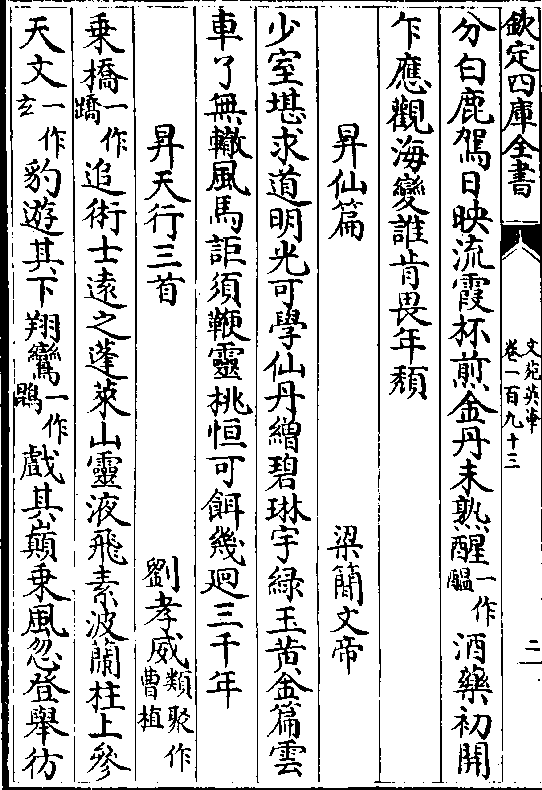 欽定四庫全書
文苑英華
卷一百九十三
二
分白鹿駕日映流霞杯煎金丹未熟醒一作醖酒藥初開
乍應觀海變誰肯畏年頹
昇仙篇 梁簡文帝
少室堪求道明光可學仙丹繒碧琳宇緑玉黄金篇雲
車了無轍風馬詎須鞭靈桃恒可餌幾迴三千年
昇天行三首 劉孝威類聚作曹植
乗橋一作蹻追術士逺之蓬萊山靈液飛素波蘭桂上參
天文一作玄豹遊其下翔鸞一作鵾戲其巔乗風忽登舉彷